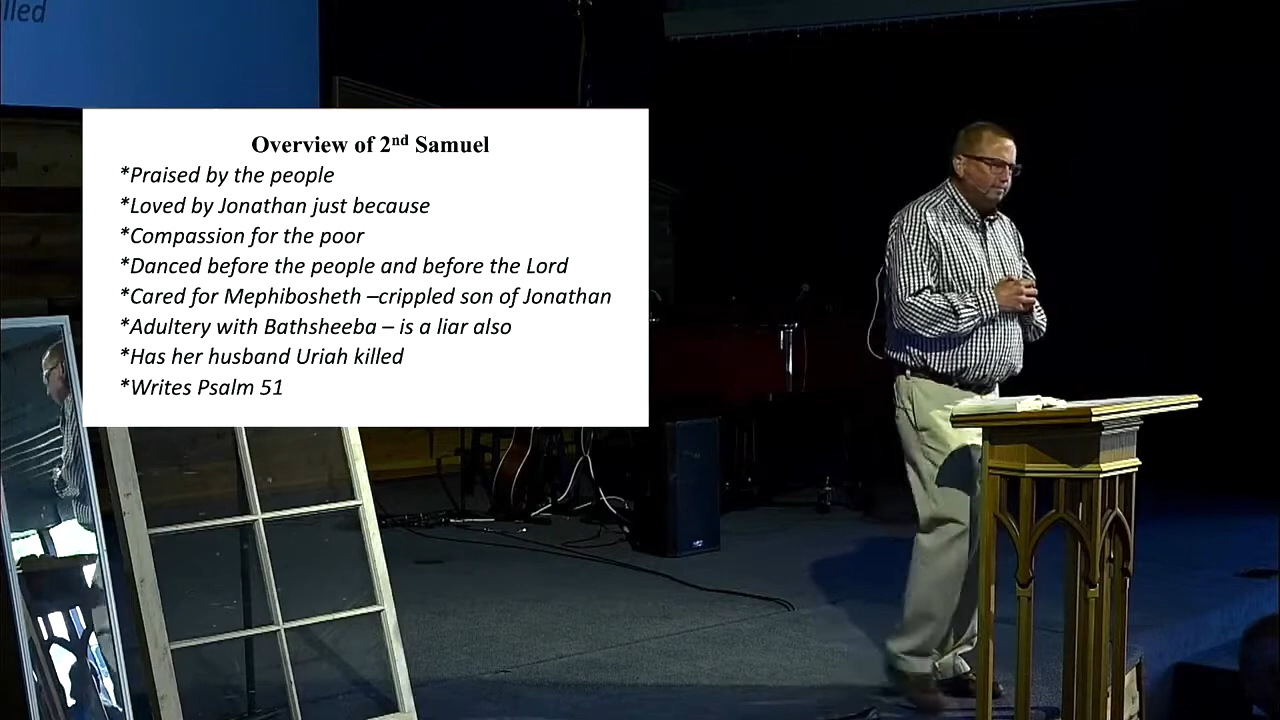 lled
Overview of 2nd Samuel
*Praised by the people
*Loved by Jonathan just because
*Compassion for the poor
*Danced before the people and before the Lord
*Cared for Mephibosheth –crippled son of Jonathan
*Adultery with Bathsheeba – is a liar also
*Has her husband Uriah killed
*Writes Psalm 51